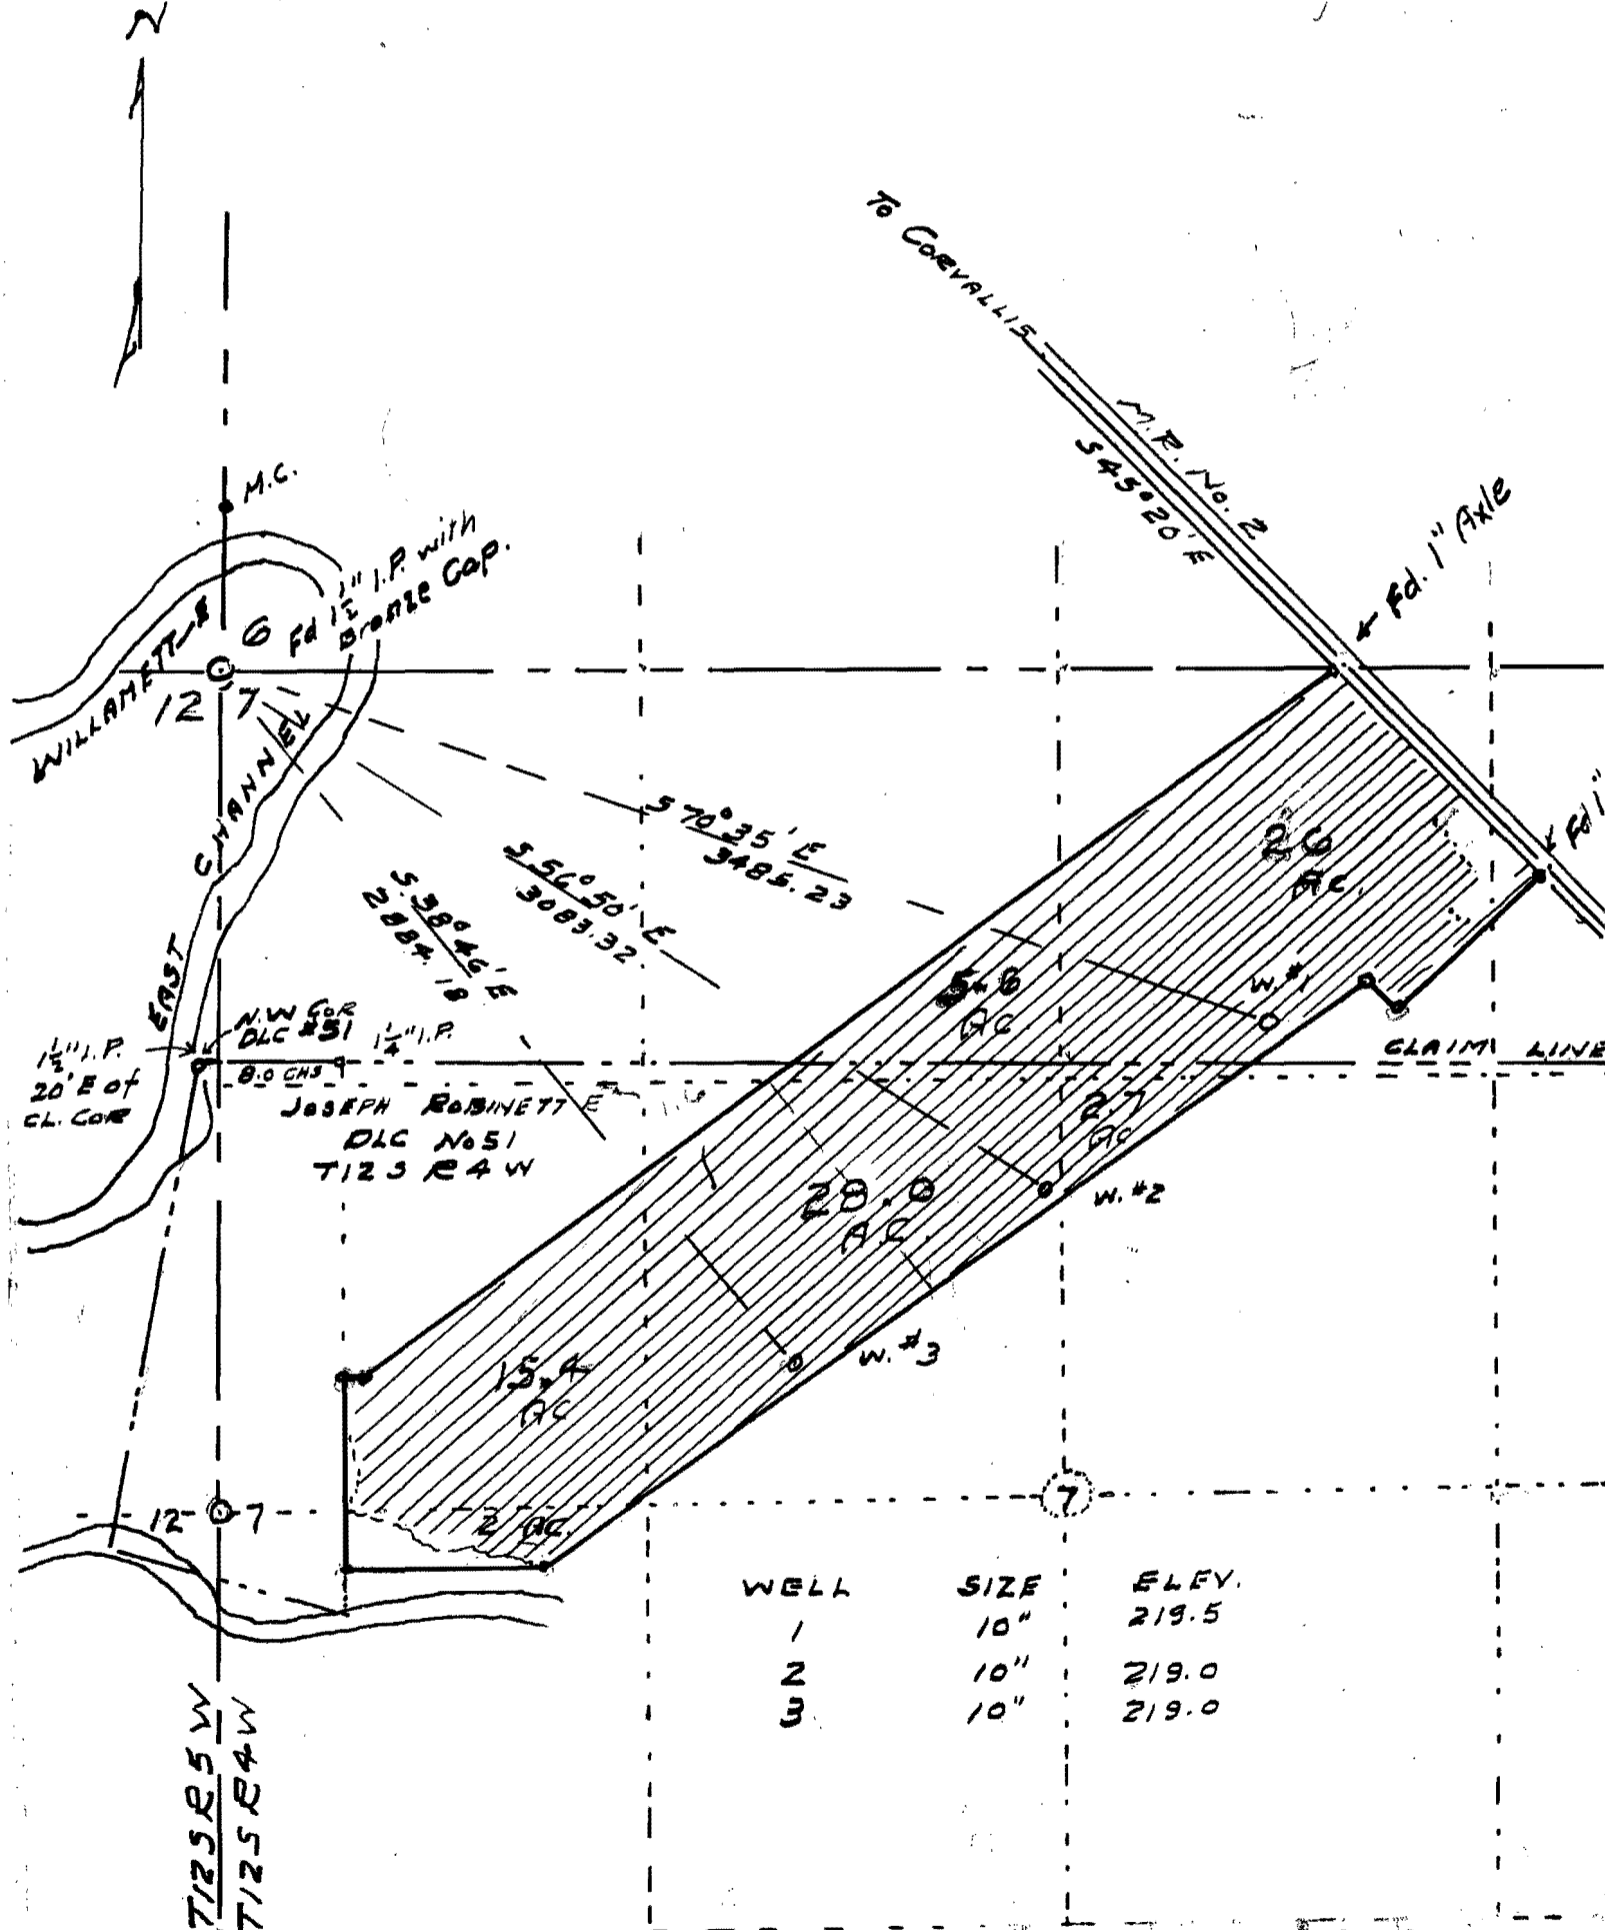 N
To CORVALLIS
M.R. No. 2
S 45° 20' E
Fd. 1" Axle
Fd 1"
M.C.
Fd 1½" I.P. with
Bronze Cap.
6
12 7
WILLAMETTE
EAST CHANNEL
S 70° 35' E
3485.23
S 56° 50' E
3083.32
S. 38° 46' E
2884.18
26
AC.
5.6
AC.
W. #1
N.W COR
DLC #51
1½" I.P.
20' E of
CL. COR
8.0 CHS
1¼" I.P.
CLAIM LINE
JOSEPH ROBINETTE
DLC No 51
T12S R4W
2.7
AC
28.0
A.C.
W. #2
W. #3
15.4
AC
2 AC.
12 7
7
WELL SIZE ELEV.
1 10" 219.5
2 10" 219.0
3 10" 219.0
T12S R5W
T12S R4W